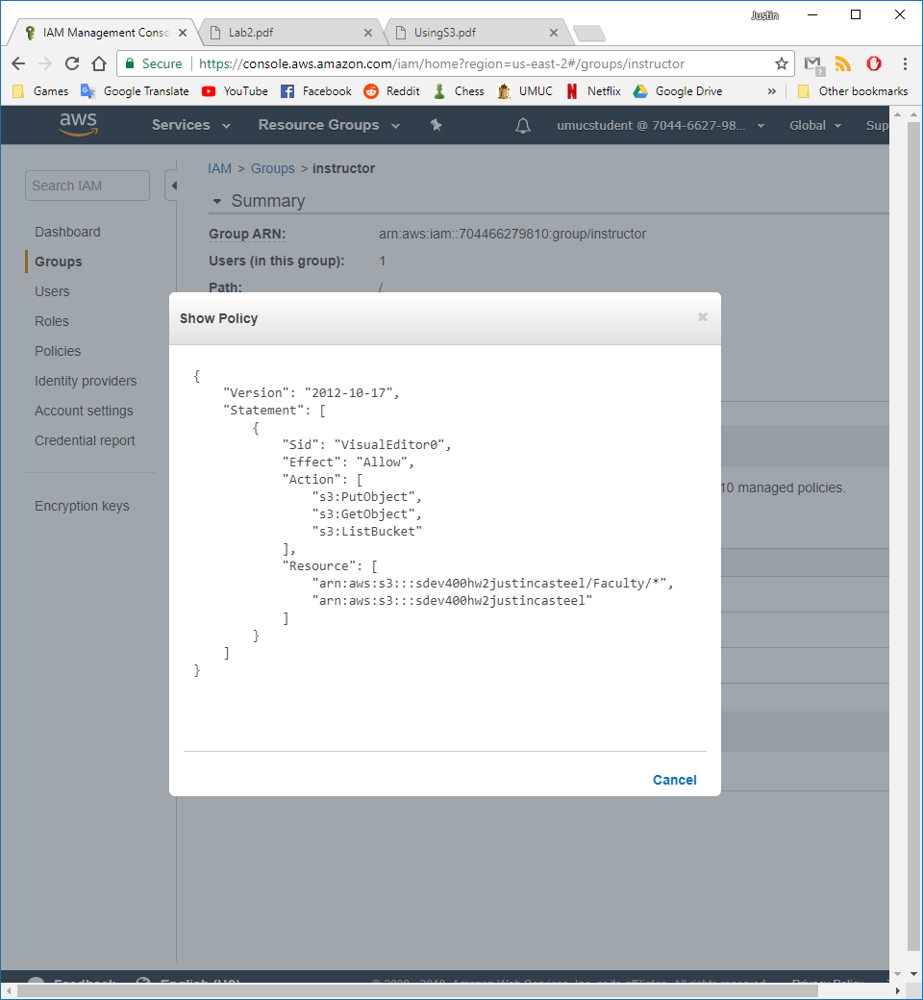 Justin
IAM Management Consc
Lab2.pdf
UsingS3.pdf
Secure
https://console.aws.amazon.com/iam/home?region=us-east-2#/groups/instructor
Games
Google Translate
YouTube
Facebook
Reddit
Chess
UMUC
Netflix
Google Drive
»
Other bookmarks
aws
Services
Resource Groups
umucstudent @ 7044-6627-98...
Global
Sup
Search IAM
Dashboard
Groups
Users
Roles
Policies
Identity providers
Account settings
Credential report
Encryption keys
IAM > Groups > instructor
Summary
Group ARN: arn:aws:iam::704466279810:group/instructor
Users (in this group): 1
Path: /
10 managed policies.
Show Policy
{
"Version": "2012-10-17",
"Statement": [
{
"Sid": "VisualEditor0",
"Effect": "Allow",
"Action": [
"s3:PutObject",
"s3:GetObject",
"s3:ListBucket"
],
"Resource": [
"arn:aws:s3:::sdev400hw2justincasteel/Faculty/*",
"arn:aws:s3:::sdev400hw2justincasteel"
]
}
]
}
Cancel
Feedback
English (US)